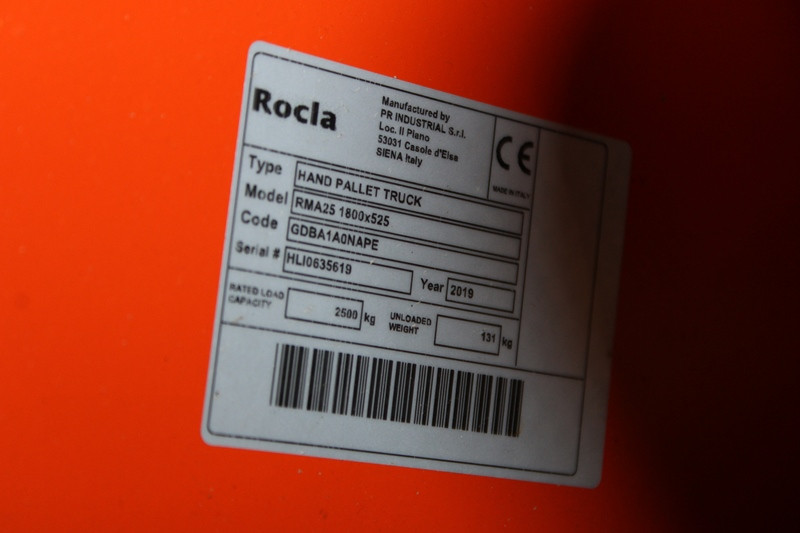 Rocla
Manufactured by
PR INDUSTRIAL S.r.l.
Loc. Il Piano
53031 Casole d'Elsa
SIENA Italy
CE
MADE IN ITALY
Type HAND PALLET TRUCK
Model RMA25 1800x525
Code GDBA1A0NAPE
Serial # HLI0635619 Year 2019
RATED LOAD CAPACITY 2500 kg UNLOADED WEIGHT 131 kg